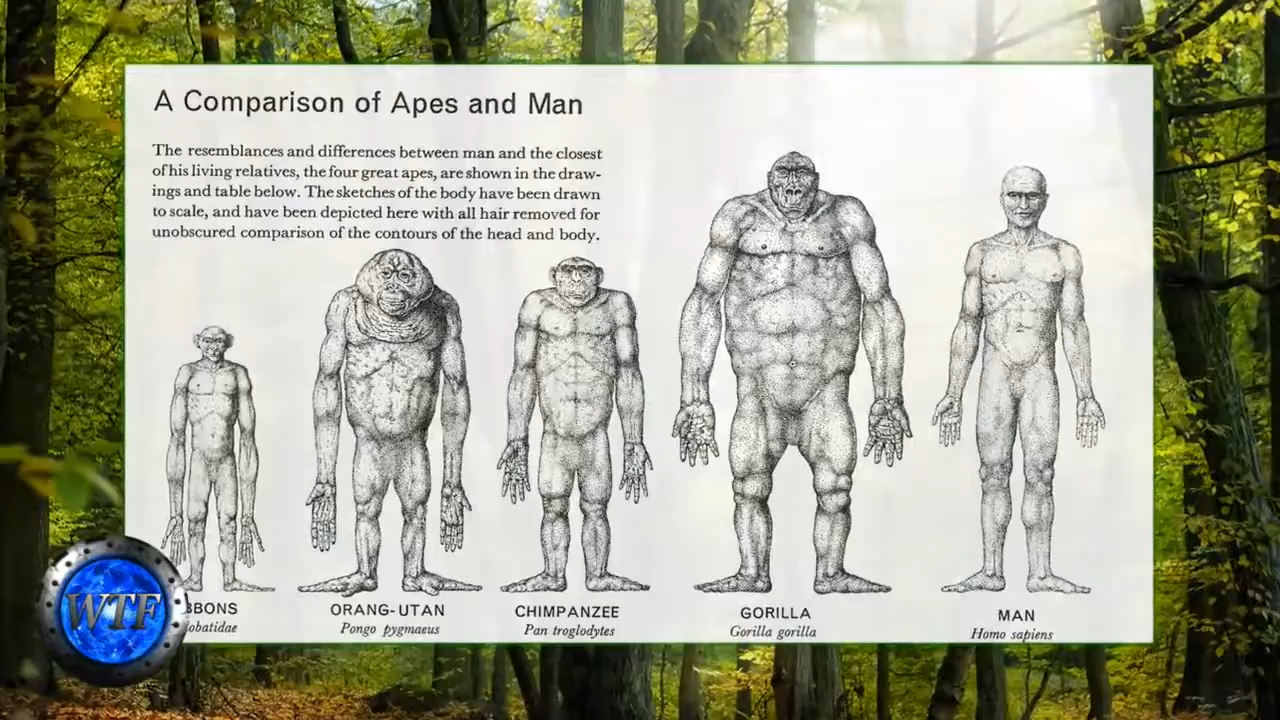 A Comparison of Apes and Man
The resemblances and differences between man and the closest
of his living relatives, the four great apes, are shown in the draw-
ings and table below. The sketches of the body have been drawn
to scale, and have been depicted here with all hair removed for
unobscured comparison of the contours of the head and body.
BBONS
obatidae
ORANG-UTAN
Pongo pygmaeus
CHIMPANZEE
Pan troglodytes
GORILLA
Gorilla gorilla
MAN
Homo sapiens
WTF